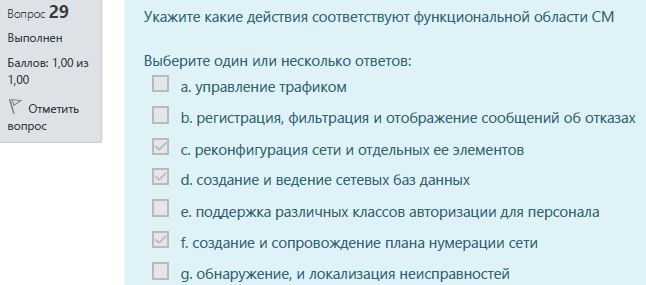 Вопрос 29
Выполнен
Баллов: 1,00 из
1,00
Отметить
вопрос
Укажите какие действия соответствуют функциональной области СМ
Выберите один или несколько ответов:
a. управление трафиком
b. регистрация, фильтрация и отображение сообщений об отказах
c. реконфигурация сети и отдельных ее элементов
d. создание и ведение сетевых баз данных
e. поддержка различных классов авторизации для персонала
f. создание и сопровождение плана нумерации сети
g. обнаружение, и локализация неисправностей